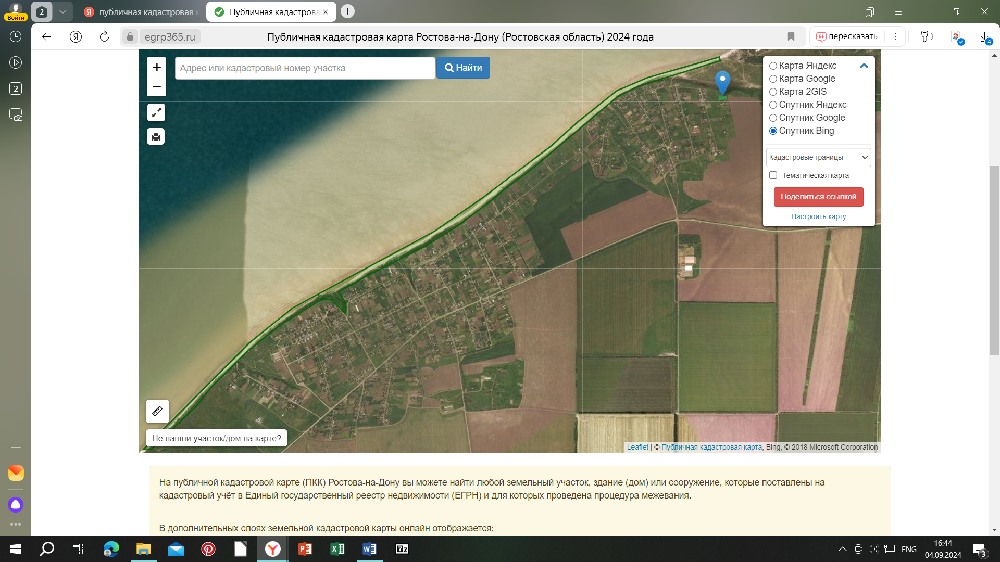 Войти
2
публичная кадастровая к
Публичная кадастрова
egrp365.ru
Публичная кадастровая карта Ростова-на-Дону (Ростовская область) 2024 года
пересказать
4
2
+
−
Адрес или кадастровый номер участка
Найти
Карта Яндекс
Карта Google
Карта 2GIS
Спутник Яндекс
Спутник Google
Спутник Bing
Кадастровые границы
Тематическая карта
Поделиться ссылкой
Настроить карту
Не нашли участок/дом на карте?
Leaflet | © Публичная кадастровая карта, Bing, © 2018 Microsoft Corporation
На публичной кадастровой карте (ПКК) Ростова-на-Дону вы можете найти любой земельный участок, здание (дом) или сооружение, которые поставлены на
кадастровый учёт в Единый государственный реестр недвижимости (ЕГРН) и для которых проведена процедура межевания.
В дополнительных слоях земельной кадастровой карты онлайн отображается:
7z
ENG
16:44
04.09.2024
3